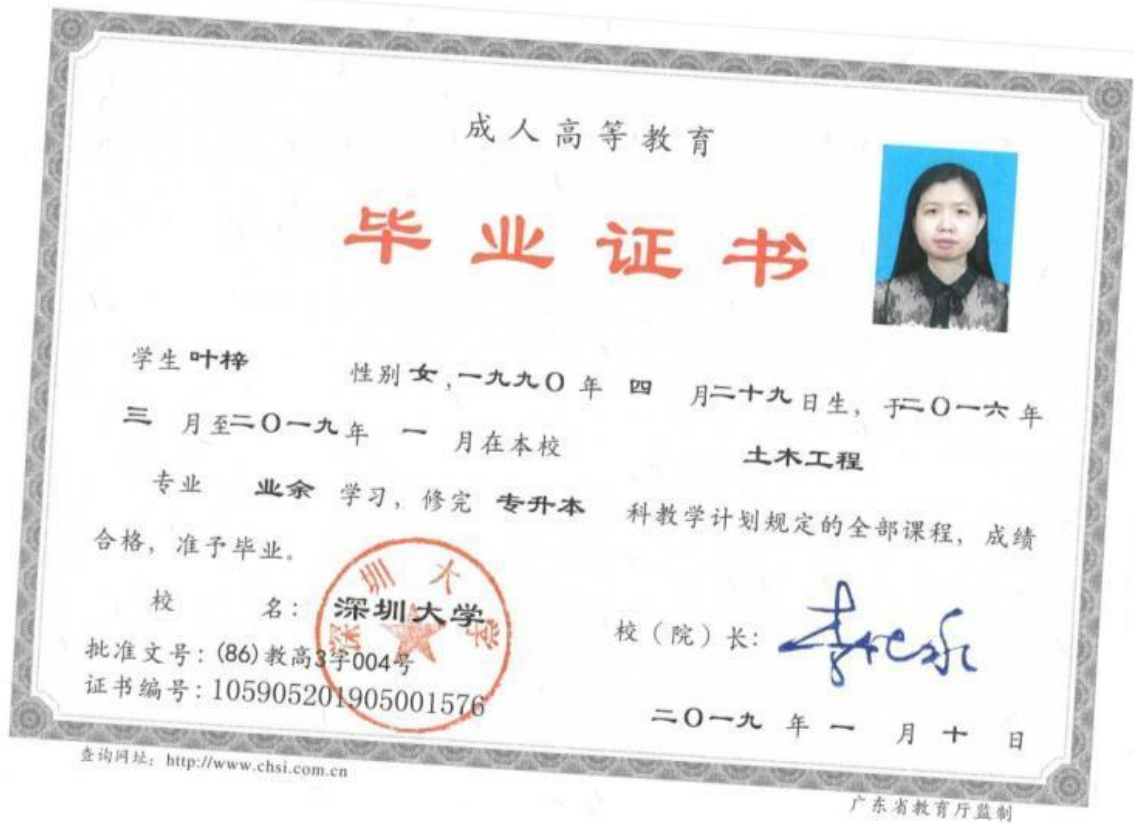 成人高等教育
毕业证书
学生 叶梓 性别 女,一九九〇 年 四 月二十九日生，于二〇一六 年
三 月至二〇一九年 一 月在本校 土木工程
专业 业余 学习，修完 专升本 科教学计划规定的全部课程，成绩
合格，准予毕业。
深圳大学
校 名：深圳大学
校（院）长：
批准文号：(86)教高3字004号
证书编号：105905201905001576
二〇一九 年 一 月 十 日
查询网址：http://www.chsi.com.cn
广东省教育厅监制